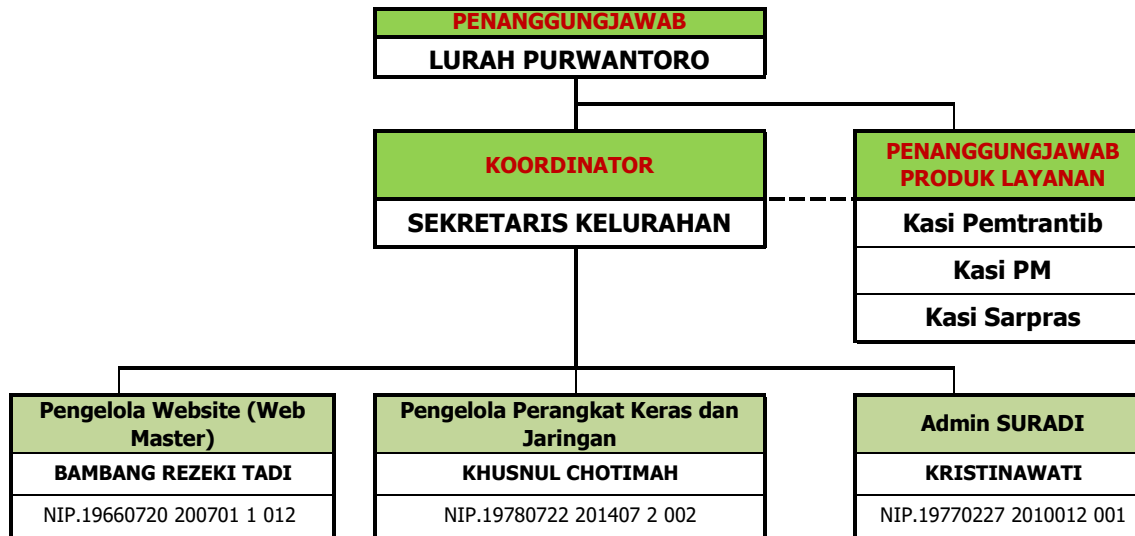 PENANGGUNGJAWAB
LURAH PURWANTORO
KOORDINATOR
SEKRETARIS KELURAHAN
PENANGGUNGJAWAB
PRODUK LAYANAN
Kasi Pemtrantib
Kasi PM
Kasi Sarpras
Pengelola Website (Web
Master)
BAMBANG REZEKI TADI
NIP.19660720 200701 1 012
Pengelola Perangkat Keras dan
Jaringan
KHUSNUL CHOTIMAH
NIP.19780722 201407 2 002
Admin SURADI
KRISTINAWATI
NIP.19770227 2010012 001